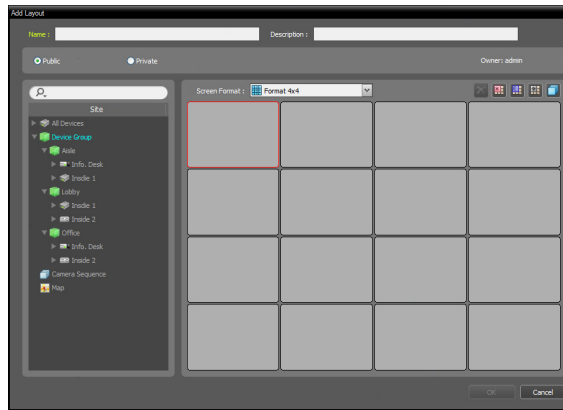 Add Layout
Name :
Description :
Public
Private
Owner: admin
Screen Format :
Format 4x4
Site
All Devices
Device Group
Aisle
Info. Desk
Insdie 1
Lobby
Insdie 1
Inside 2
Office
Info. Desk
Inside 2
Camera Sequence
Map
OK
Cancel